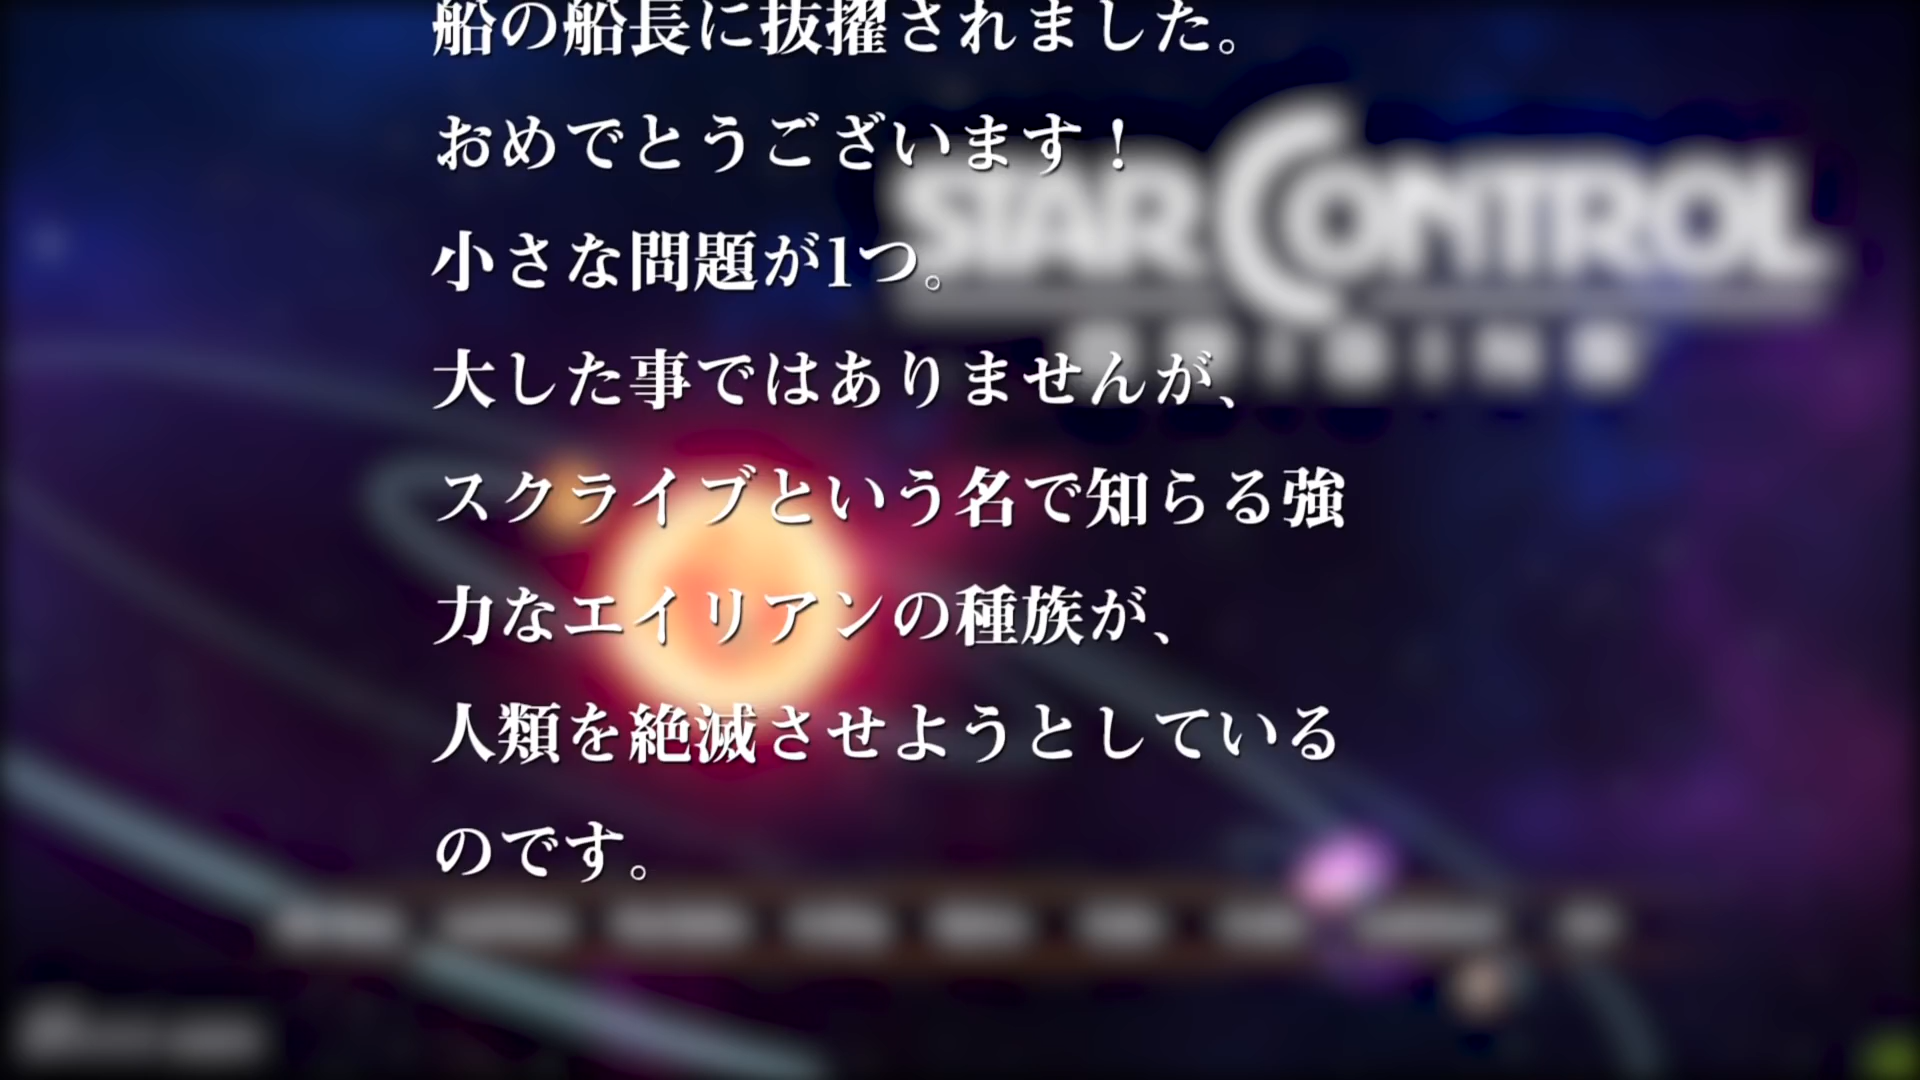 船の船長に抜擢されました。
おめでとうございます！
小さな問題が1つ。
大した事ではありませんが、
スクライブという名で知らる強
力なエイリアンの種族が、
人類を絶滅させようとしている
のです。
STAR CONTROL
ORIGINS